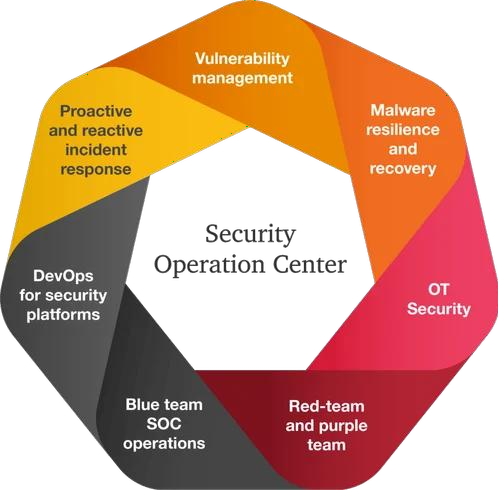 Vulnerability
management
Malware
resilience
and
recovery
OT
Security
Red-team
and purple
team
Blue team
SOC
operations
DevOps
for security
platforms
Proactive
and reactive
incident
response
Security
Operation Center